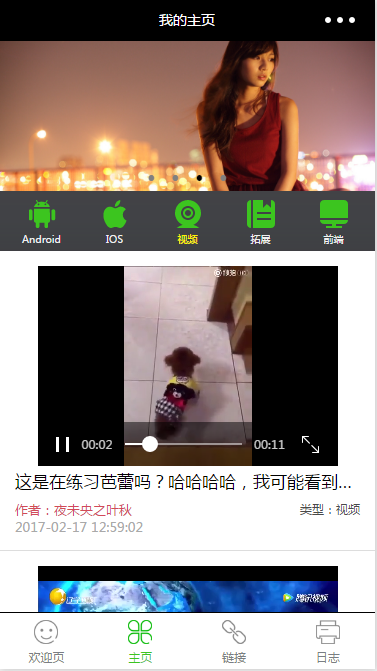 我的主页
Android IOS 视频 拓展 前端
00:02 00:11
这是在练习芭蕾吗？哈哈哈哈，我可能看到...
作者：夜未央之叶秋 类型：视频
2017-02-17 12:59:02
腾讯视频
欢迎页 主页 链接 日志